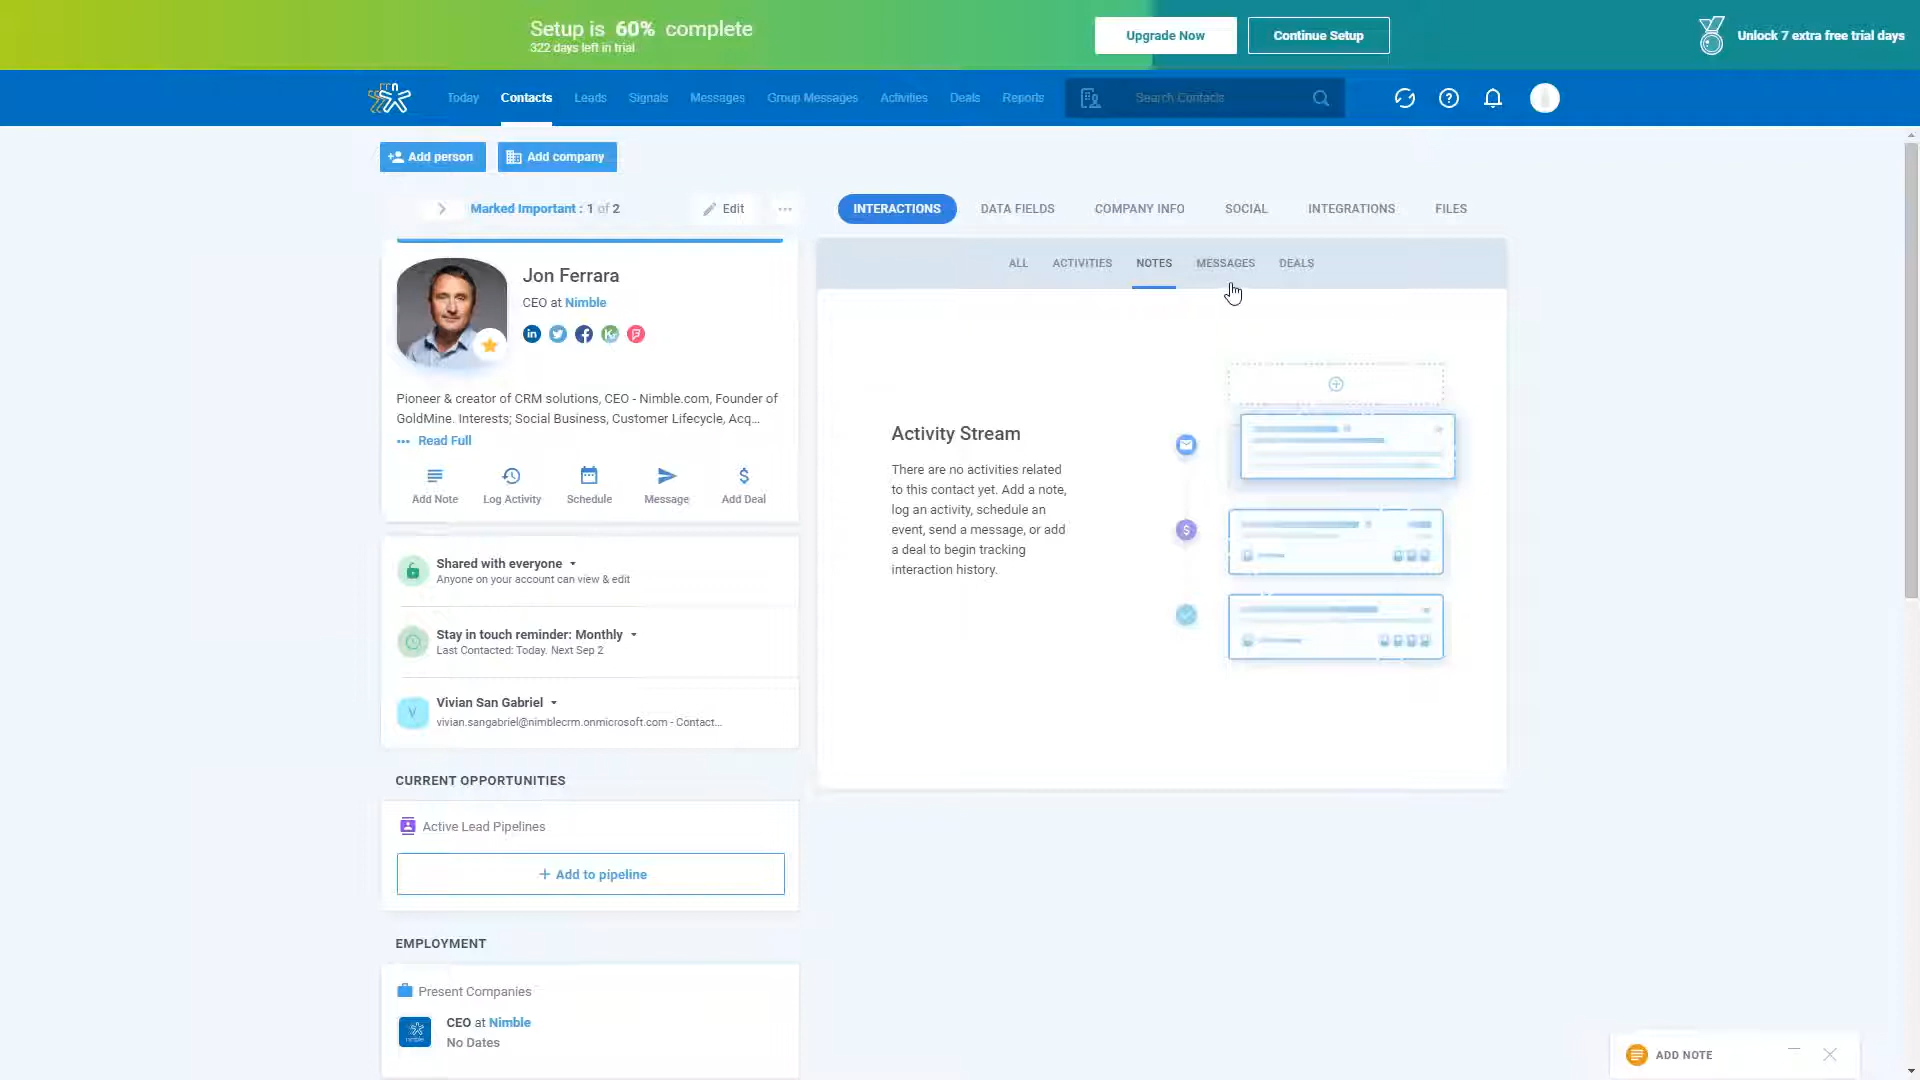 Setup is 60% complete
322 days left in trial
Upgrade Now
Continue Setup
Unlock 7 extra free trial days
Today
Contacts
Leads
Signals
Messages
Group Messages
Activities
Deals
Reports
Search Contacts
Add person
Add company
Marked Important : 1 of 2
Edit
INTERACTIONS
DATA FIELDS
COMPANY INFO
SOCIAL
INTEGRATIONS
FILES
ALL
ACTIVITIES
NOTES
MESSAGES
DEALS
Jon Ferrara
CEO at Nimble
Pioneer & creator of CRM solutions, CEO - Nimble.com, Founder of
GoldMine. Interests; Social Business, Customer Lifecycle, Acq...
Read Full
Add Note
Log Activity
Schedule
Message
Add Deal
Activity Stream
There are no activities related
to this contact yet. Add a note,
log an activity, schedule an
event, send a message, or add
a deal to begin tracking
interaction history.
Shared with everyone
Anyone on your account can view & edit
Stay in touch reminder: Monthly
Last Contacted: Today. Next Sep 2
V
Vivian San Gabriel
vivian.sangabriel@nimblecrm.onmicrosoft.com - Contact...
CURRENT OPPORTUNITIES
Active Lead Pipelines
+ Add to pipeline
EMPLOYMENT
Present Companies
nimble
CEO at Nimble
No Dates
ADD NOTE